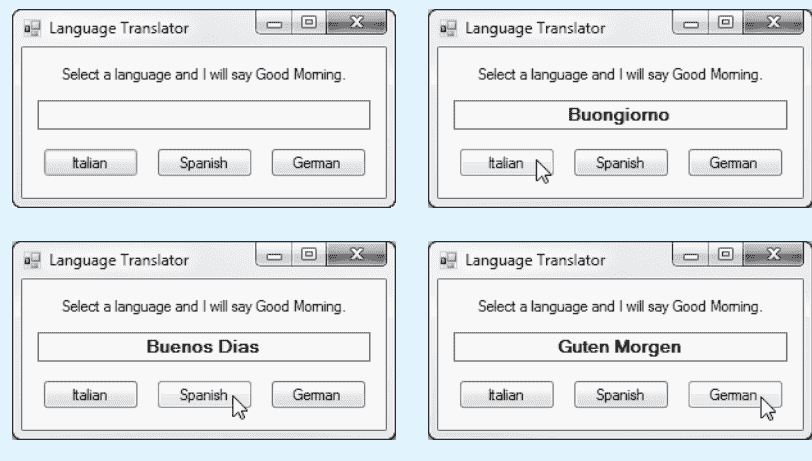 Language Translator
Select a language and I will say Good Morning.
Italian Spanish German
Language Translator
Select a language and I will say Good Morning.
Buongiorno
Italian Spanish German
Language Translator
Select a language and I will say Good Morning.
Buenos Dias
Italian Spanish German
Language Translator
Select a language and I will say Good Morning.
Guten Morgen
Italian Spanish German